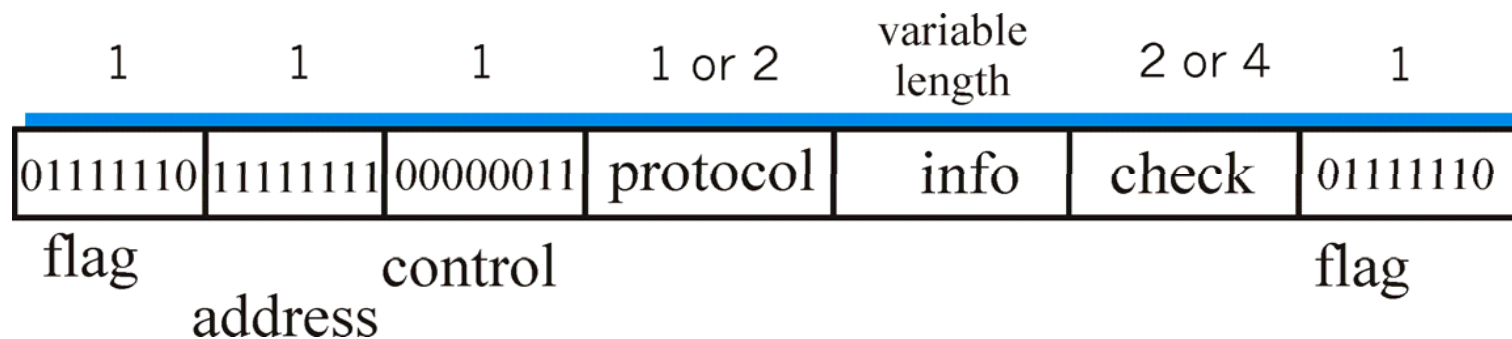 variable
1 1 1 1 or 2 length 2 or 4 1
01111110 11111111 00000011 protocol info check 01111110
flag control flag
address